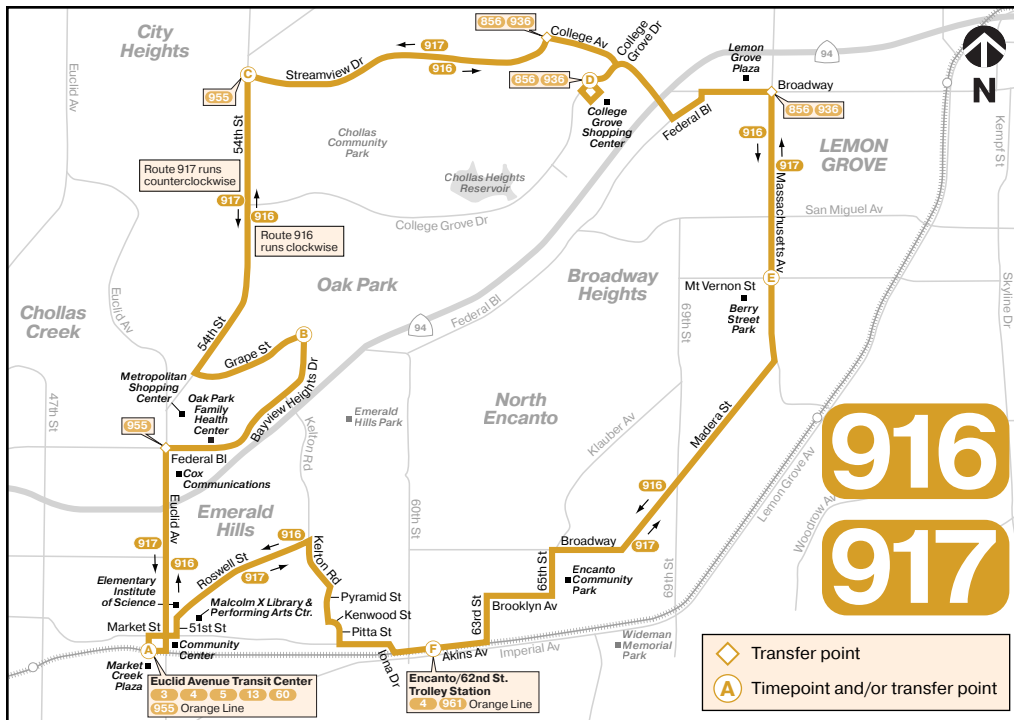 City
Heights
Euclid Av
C
955
Streamview Dr
917
916
856 936
College Av
College
Grove Dr
856 936
D
College
Grove
Shopping
Center
Lemon
Grove
Plaza
94
N
Broadway
856 936
Federal Bl
916
917
LEMON
GROVE
Kempf St
54th St
Chollas
Community
Park
Chollas Heights
Reservoir
Route 917 runs
counterclockwise
917
916
Route 916
runs clockwise
College Grove Dr
Massachusetts Av
San Miguel Av
Oak Park
Broadway
Heights
E
Mt Vernon St
Berry
Street
Park
69th St
Skyline Dr
Chollas
Creek
Euclid Av
54th St
Grape St
B
94
Federal Bl
Metropolitan
Shopping
Center
Oak Park
Family
Health
Center
Bayview Heights Dr
47th St
955
Federal Bl
Cox
Communications
Kelton Rd
Emerald
Hills Park
North
Encanto
Klauber Av
Madera St
916
917
Lemon Grove Av
Woodrow Av
Euclid Av
Emerald
Hills
60th St
917
916
916
917
Roswell St
Kelton Rd
916
917
Broadway
65th St
Encanto
Community
Park
69th St
Elementary
Institute
of Science
Malcolm X Library &
Performing Arts Ctr.
Pyramid St
Kenwood St
Pitta St
63rd St
Brooklyn Av
Market St
51st St
Community
Center
A
Market
Creek
Plaza
Iona Dr
F
Akins Av
Imperial Av
Wideman
Memorial
Park
Euclid Avenue Transit Center
3 4 5 13 60
955 Orange Line
Encanto/62nd St.
Trolley Station
4 961 Orange Line
Transfer point
A Timepoint and/or transfer point